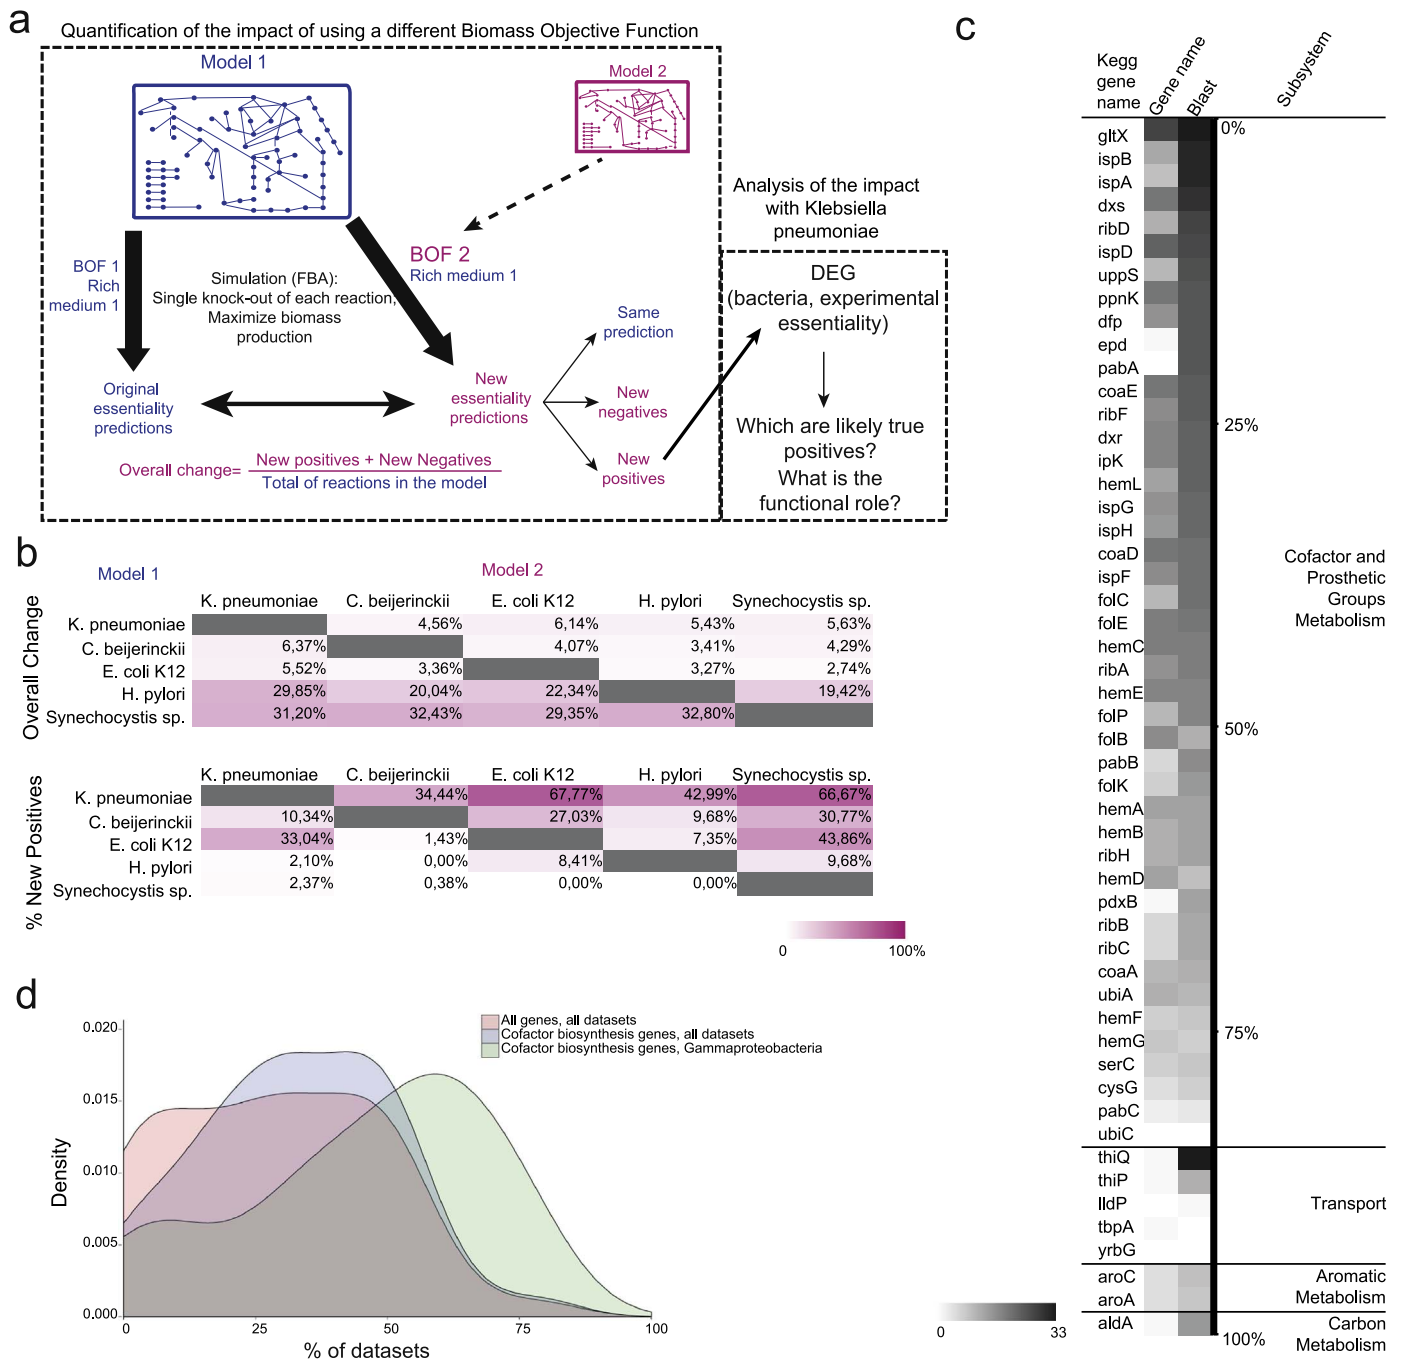 a
Quantification of the impact of using a different Biomass Objective Function
Model 1
Model 2
BOF 1
Rich
medium 1
Simulation (FBA):
Single knock-out of each reaction,
Maximize biomass
production
BOF 2
Rich medium 1
Original
essentiality
predictions
New
essentiality
predictions
Same
prediction
New
negatives
New
positives
Overall change=
New positives + New Negatives
Total of reactions in the model
Analysis of the impact
with Klebsiella
pneumoniae
DEG
(bacteria, experimental
essentiality)
Which are likely true
positives?
What is the
functional role?
b
Model 1
Model 2
Overall Change
K. pneumoniae C. beijerinckii E. coli K12 H. pylori Synechocystis sp.
K. pneumoniae 4,56% 6,14% 5,43% 5,63%
C. beijerinckii 6,37% 4,07% 3,41% 4,29%
E. coli K12 5,52% 3,36% 3,27% 2,74%
H. pylori 29,85% 20,04% 22,34% 19,42%
Synechocystis sp. 31,20% 32,43% 29,35% 32,80%
% New Positives
K. pneumoniae C. beijerinckii E. coli K12 H. pylori Synechocystis sp.
K. pneumoniae 34,44% 67,77% 42,99% 66,67%
C. beijerinckii 10,34% 27,03% 9,68% 30,77%
E. coli K12 33,04% 1,43% 7,35% 43,86%
H. pylori 2,10% 0,00% 8,41% 9,68%
Synechocystis sp. 2,37% 0,38% 0,00% 0,00%
0 100%
c
Kegg
gene
name
Gene name
Blast
Subsystem
gltX
ispB
ispA
dxs
ribD
ispD
uppS
ppnK
dfp
epd
pabA
coaE
ribF
dxr
ipK
hemL
ispG
ispH
coaD
ispF
folC
folE
hemC
ribA
hemE
folP
folB
pabB
folK
hemA
hemB
ribH
hemD
pdxB
ribB
ribC
coaA
ubiA
hemF
hemG
serC
cysG
pabC
ubiC
thiQ
thiP
lldP
tbpA
yrbG
aroC
aroA
aldA
0%
25%
50%
75%
100%
Cofactor and
Prosthetic
Groups
Metabolism
Transport
Aromatic
Metabolism
Carbon
Metabolism
0 33
d
All genes, all datasets
Cofactor biosynthesis genes, all datasets
Cofactor biosynthesis genes, Gammaproteobacteria
Density
0.020
0.015
0.010
0.005
0.000
0 25 50 75 100
% of datasets